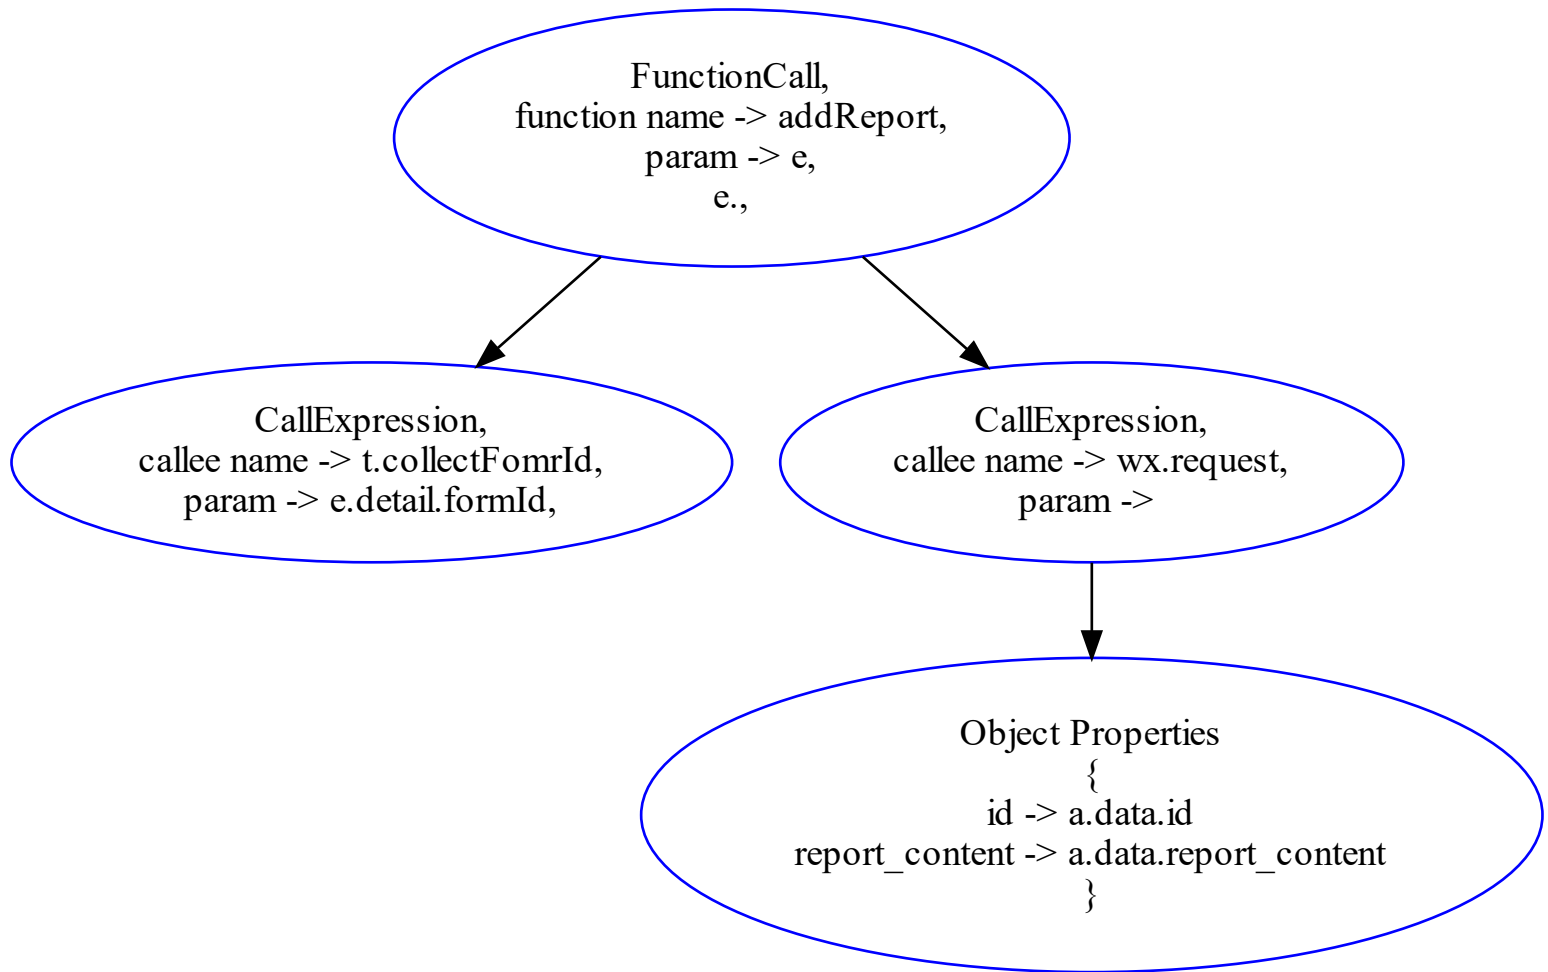 FunctionCall,
function name -> addReport,
param -> e,
e.,
CallExpression,
callee name -> t.collectFomrId,
param -> e.detail.formId,
CallExpression,
callee name -> wx.request,
param ->
Object Properties
{
id -> a.data.id
report_content -> a.data.report_content
}